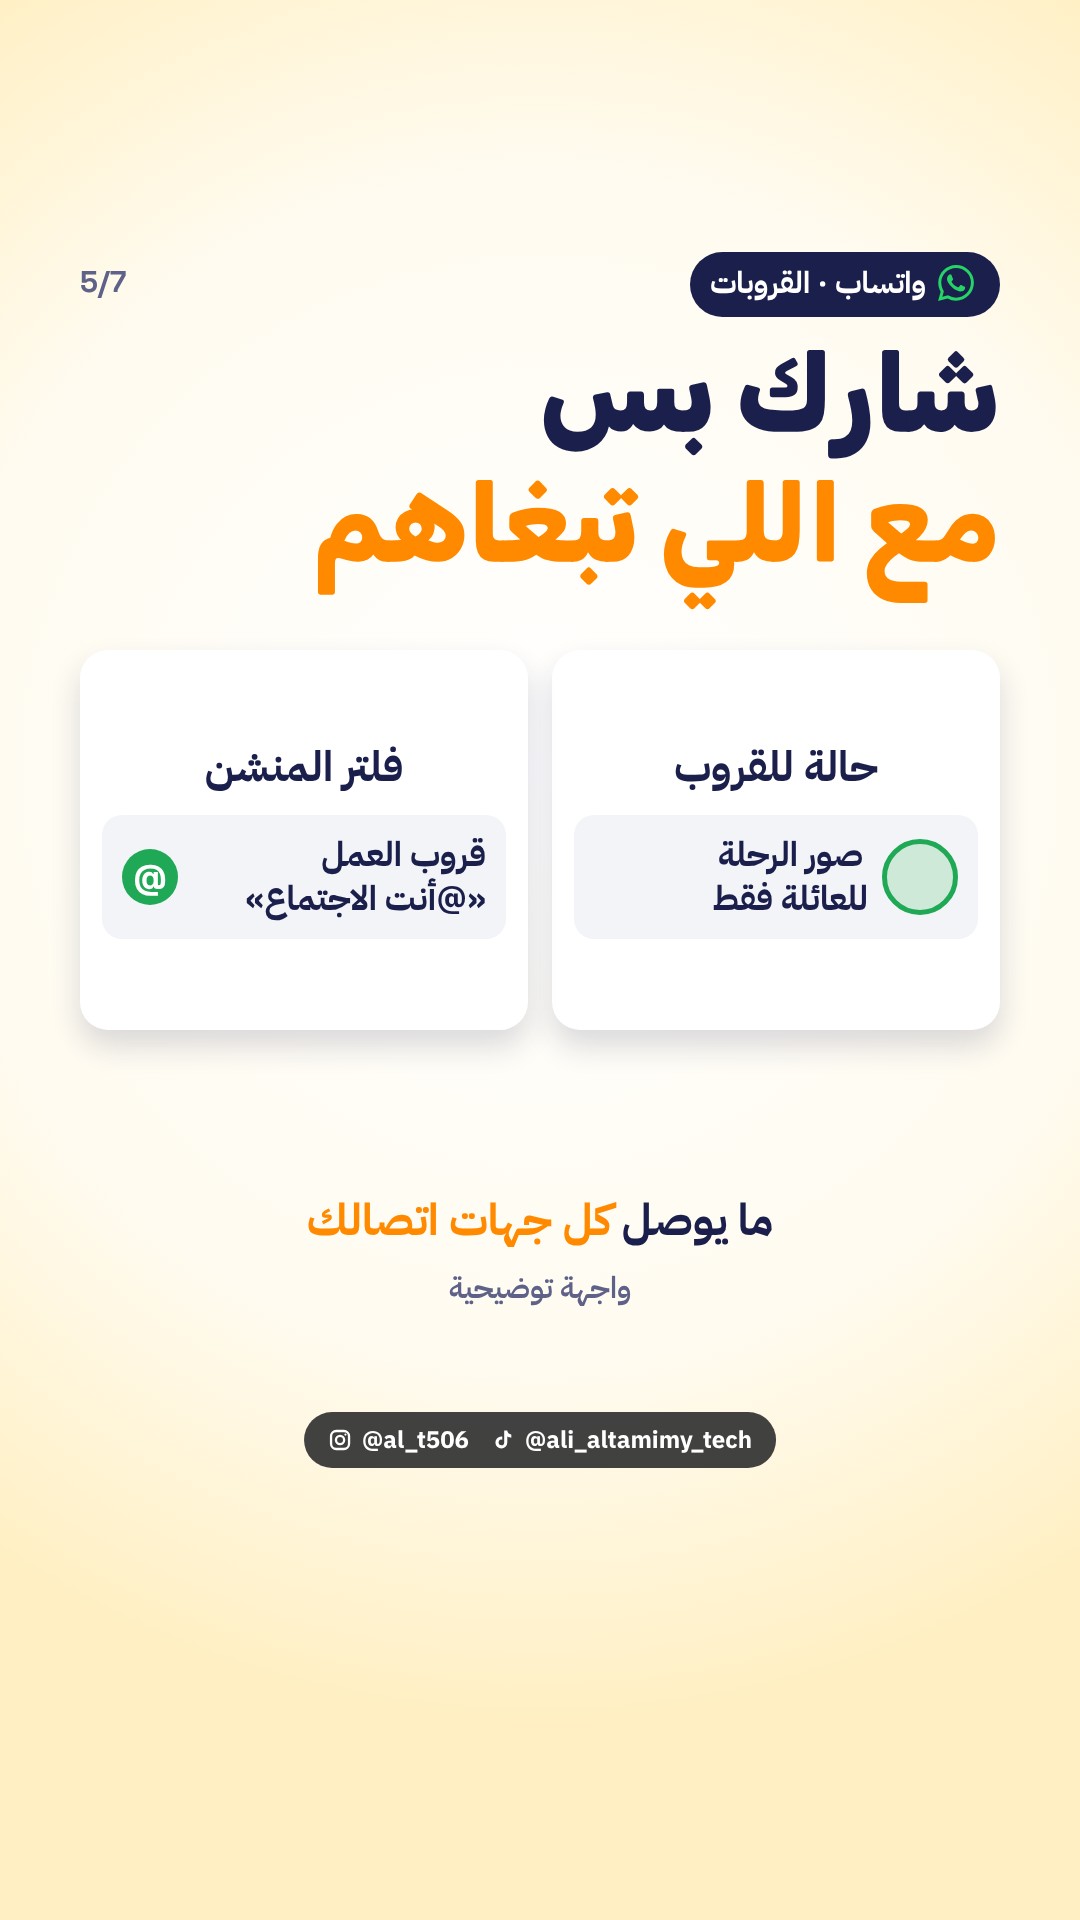 واتساب · القروبات
5/7
شارك بس
مع اللي تبغاهم
حالة للقروب
صور الرحلة
للعائلة فقط
فلتر المنشن
قروب العمل
«@أنت الاجتماع»
@
ما يوصل كل جهات اتصالك
واجهة توضيحية
@al_t506 @ali_altamimy_tech